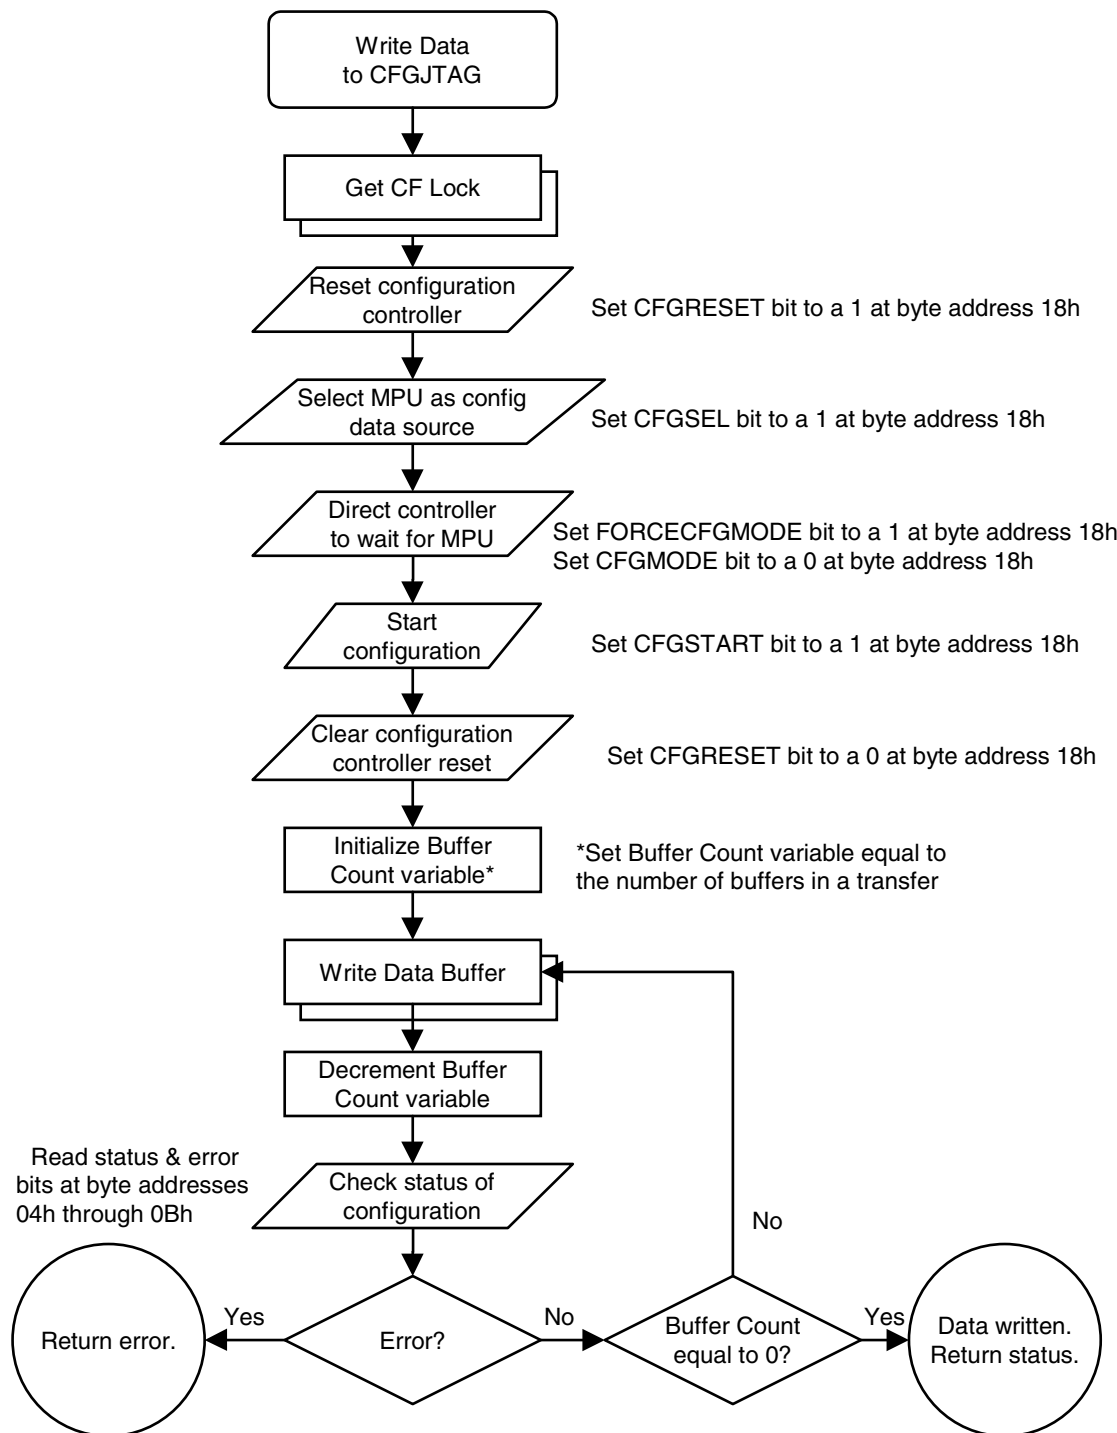 Write Data
to CFGJTAG
Get CF Lock
Reset configuration
controller
Set CFGRESET bit to a 1 at byte address 18h
Select MPU as config
data source
Set CFGSEL bit to a 1 at byte address 18h
Direct controller
to wait for MPU
Set FORCECFGMODE bit to a 1 at byte address 18h
Set CFGMODE bit to a 0 at byte address 18h
Start
configuration
Set CFGSTART bit to a 1 at byte address 18h
Clear configuration
controller reset
Set CFGRESET bit to a 0 at byte address 18h
Initialize Buffer
Count variable*
*Set Buffer Count variable equal to
the number of buffers in a transfer
Write Data Buffer
Decrement Buffer
Count variable
Read status & error
bits at byte addresses
04h through 0Bh
Check status of
configuration
No
Return error.
Yes
Error?
No
Buffer Count
equal to 0?
Yes
Data written.
Return status.